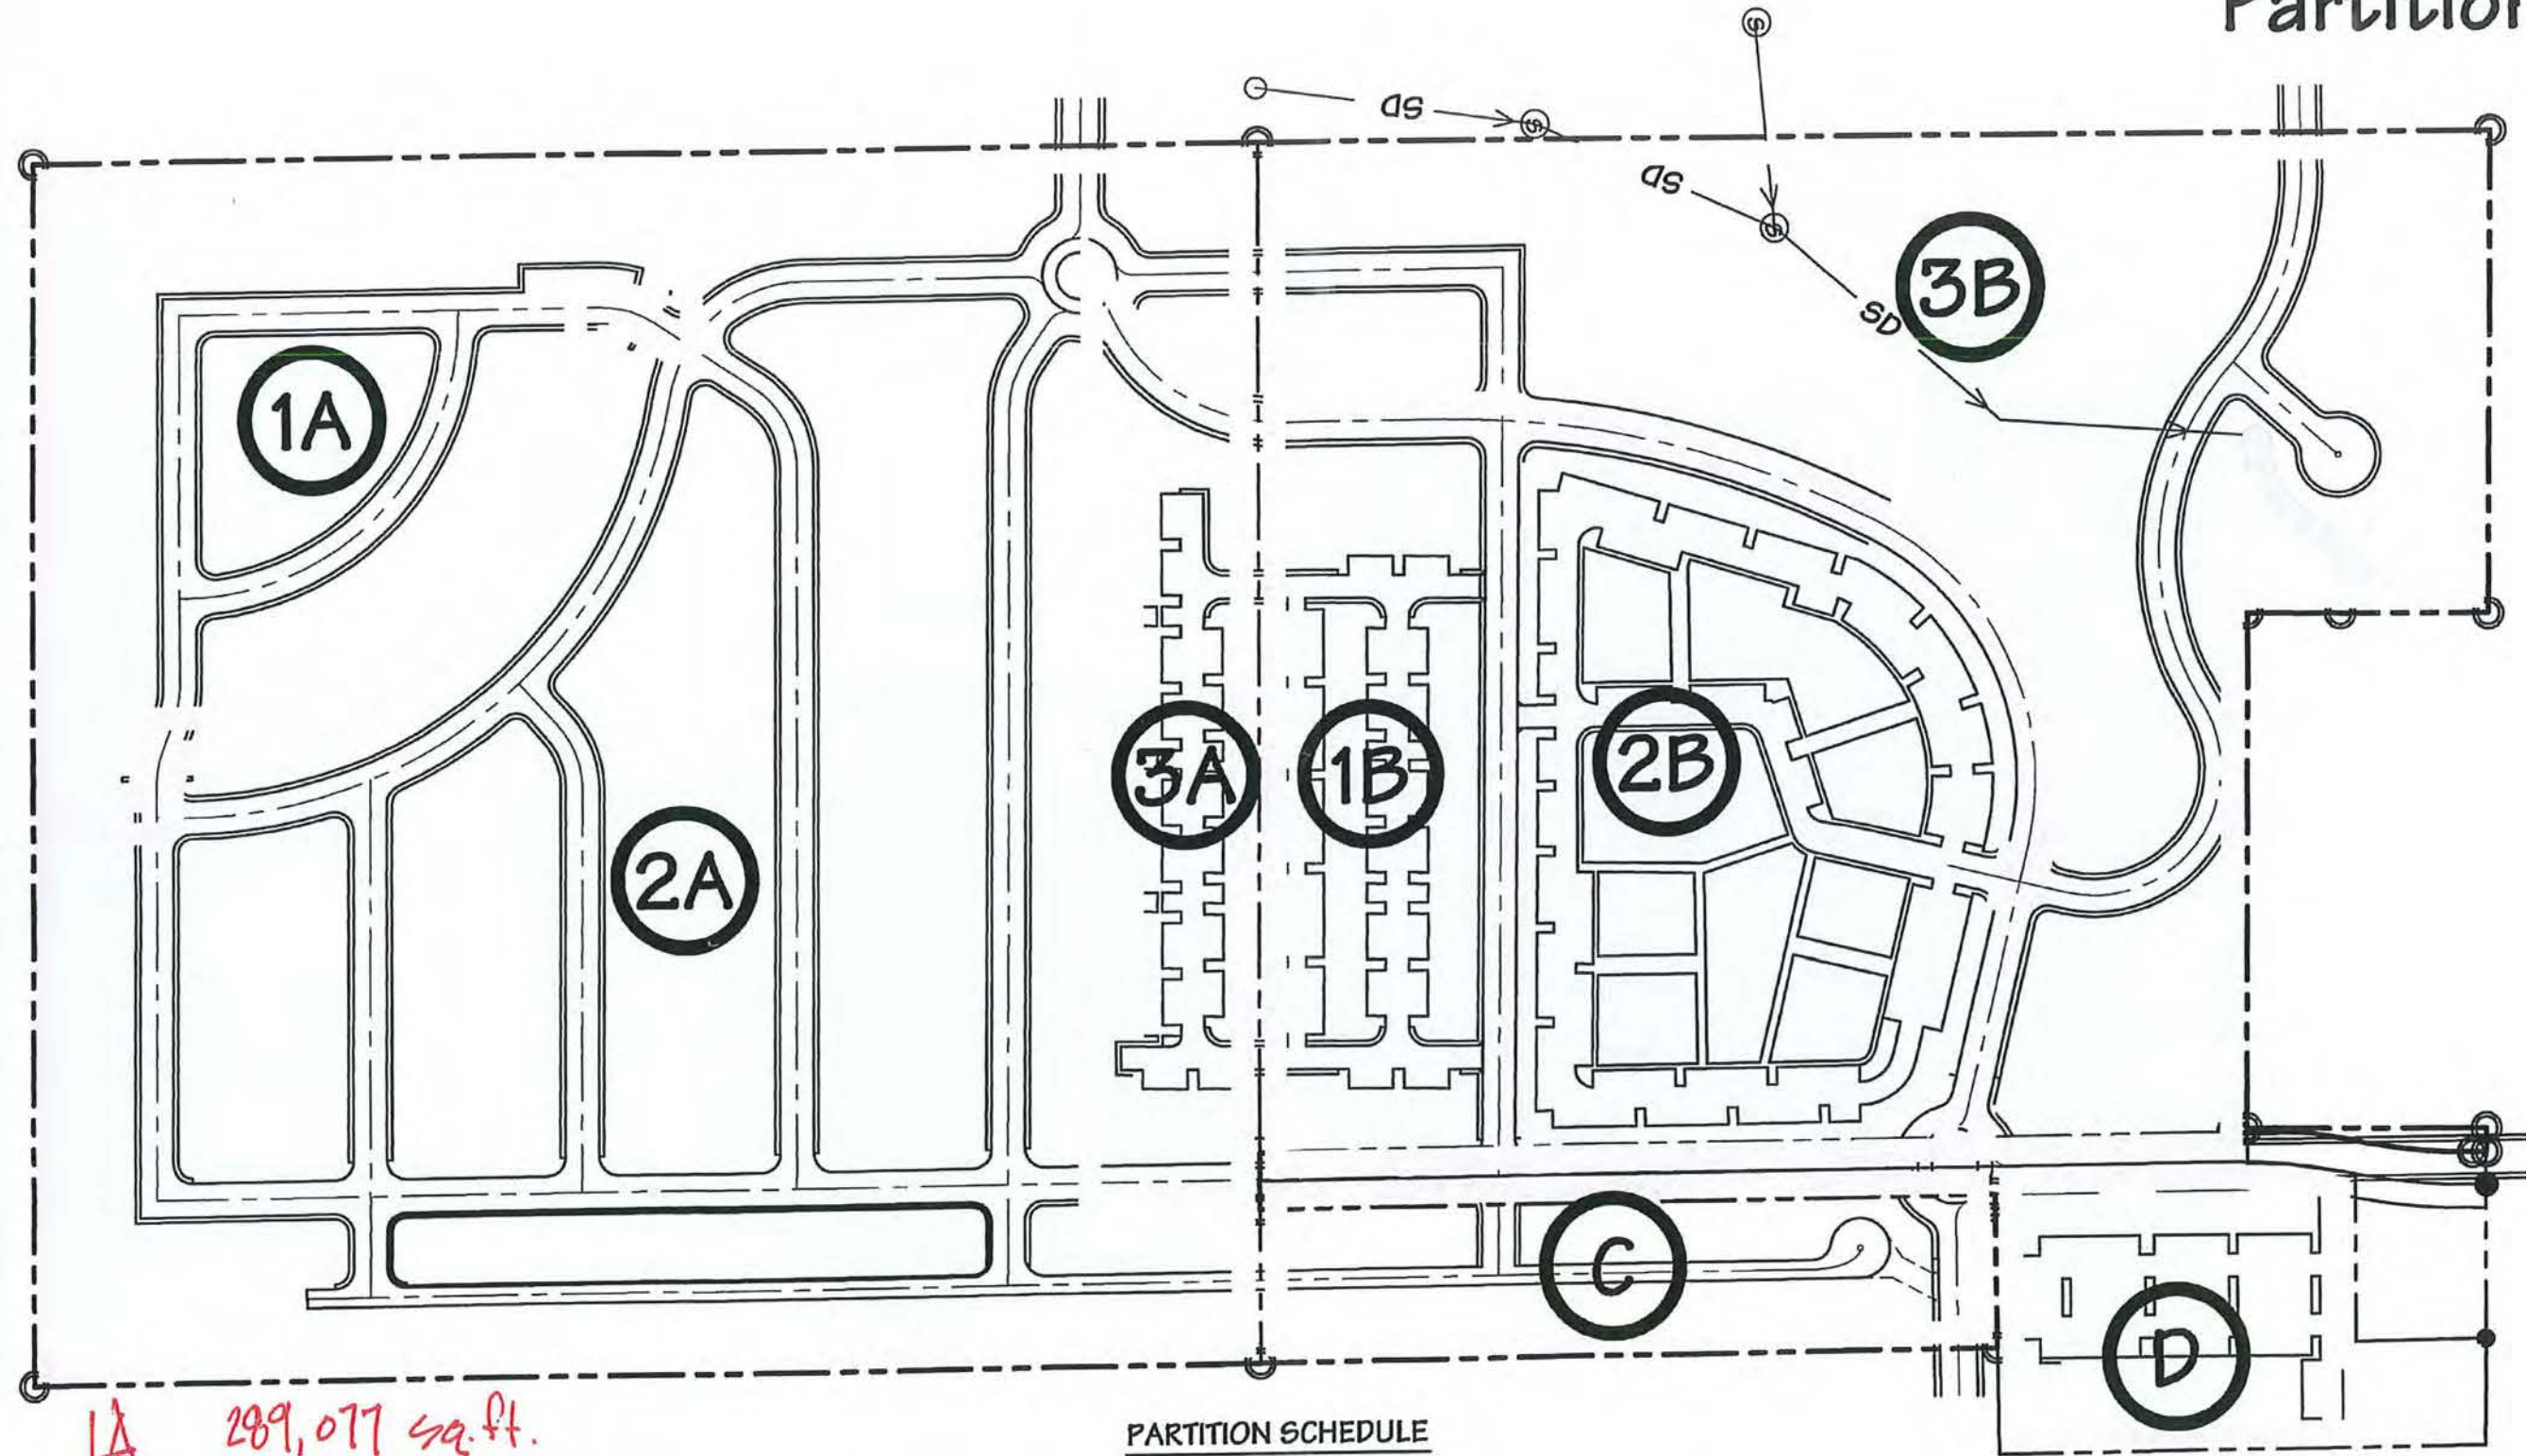 Partition
S
SD
S
SD
S
3B
SD
1A
3A
1B
2B
2A
C
D
1A 289,077 sq.ft.
PARTITION SCHEDULE